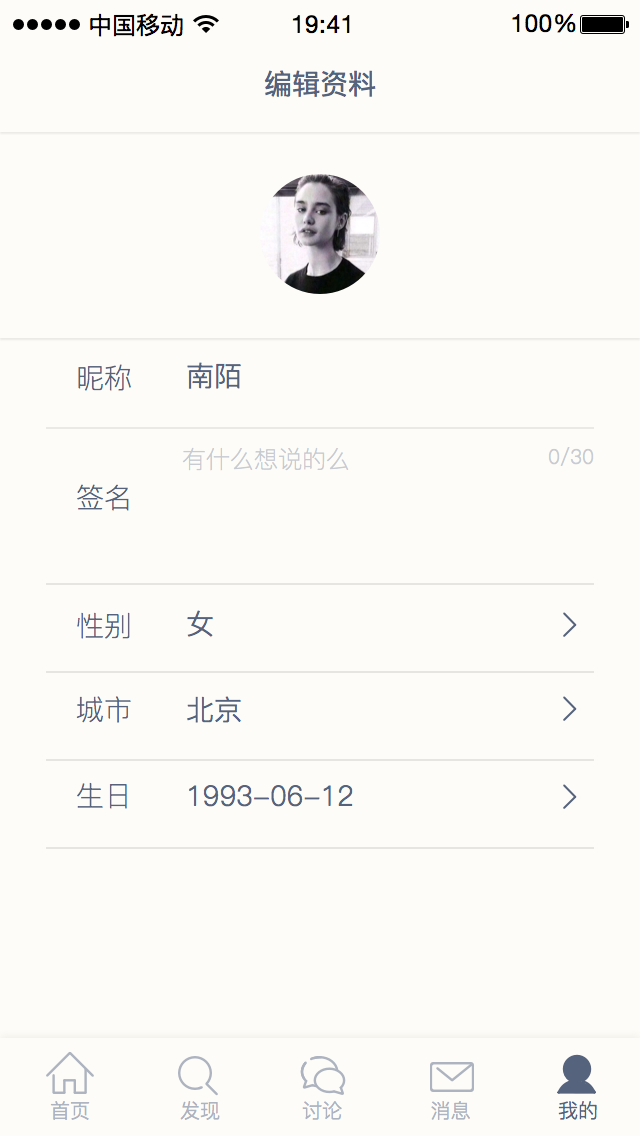 中国移动 19:41 100%
编辑资料
昵称 南陌
有什么想说的么 0/30
签名
性别 女
城市 北京
生日 1993-06-12
首页 发现 讨论 消息 我的